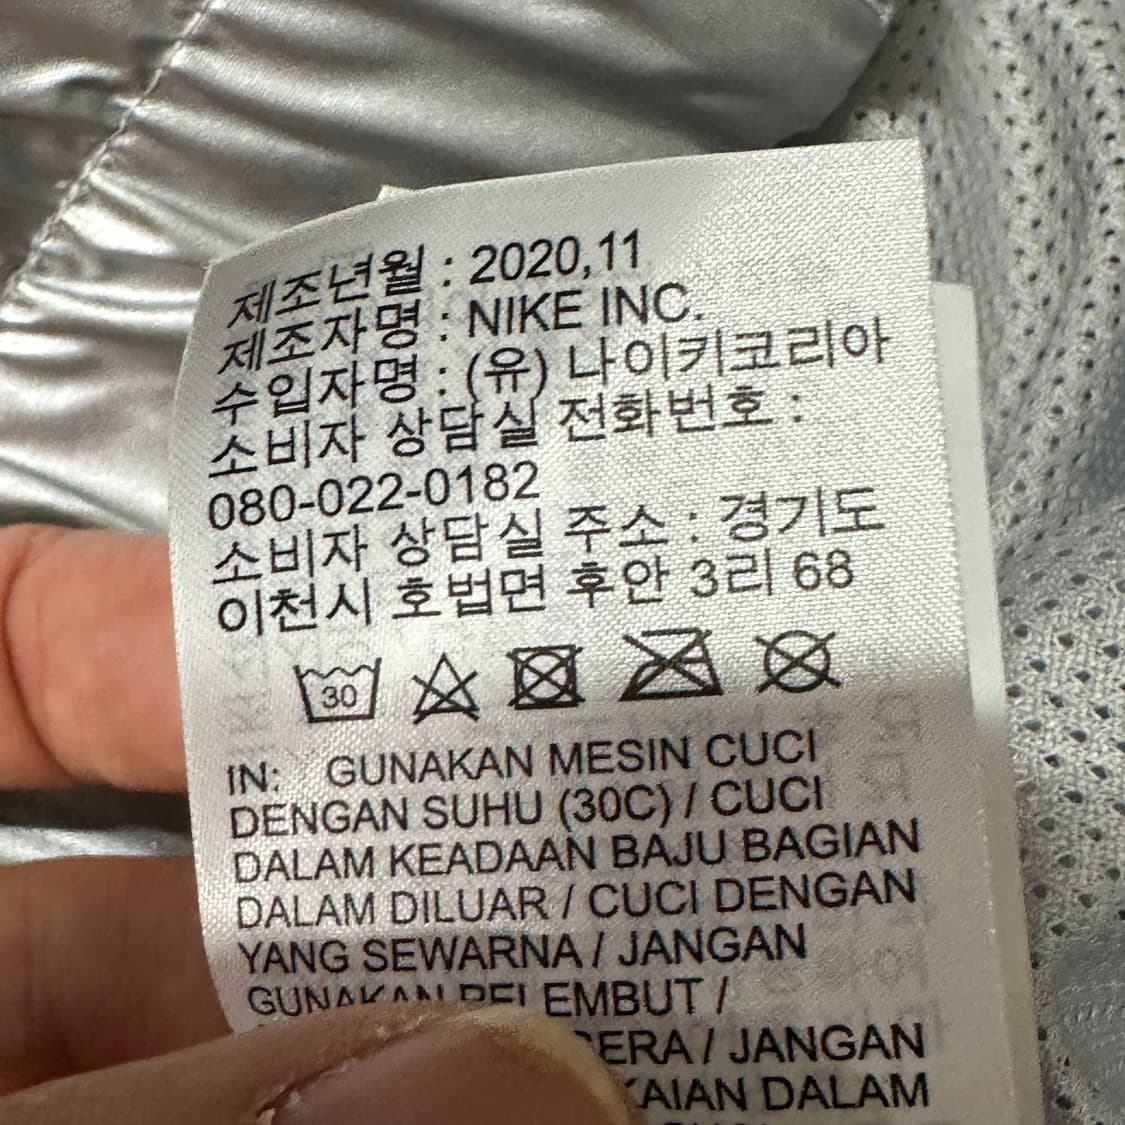 제조년월 : 2020,11
제조자명 : NIKE INC.
수입자명 : (유) 나이키코리아
소비자 상담실 전화번호 :
080-022-0182
소비자 상담실 주소 : 경기도
이천시 호법면 후안 3리 68
30
IN: GUNAKAN MESIN CUCI
DENGAN SUHU (30C) / CUCI
DALAM KEADAAN BAJU BAGIAN
DALAM DILUAR / CUCI DENGAN
YANG SEWARNA / JANGAN
GUNAKAN PELEMBUT /
/ JANGAN
DALAM